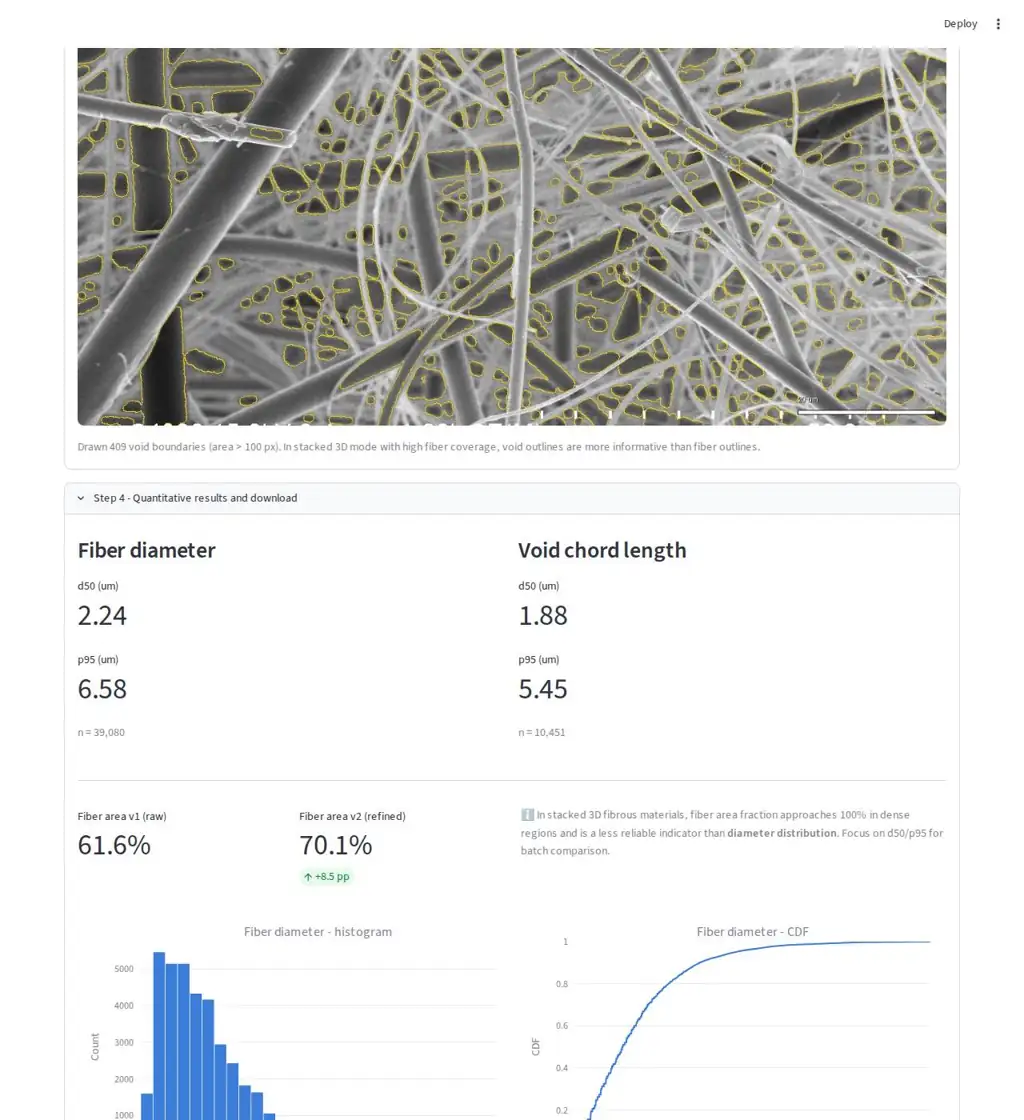 Deploy
Drawn 409 void boundaries (area > 100 px). In stacked 3D mode with high fiber coverage, void outlines are more informative than fiber outlines.
Step 4 - Quantitative results and download
Fiber diameter
d50 (um)
2.24
p95 (um)
6.58
n = 39,080
Void chord length
d50 (um)
1.88
p95 (um)
5.45
n = 10,451
Fiber area v1 (raw)
61.6%
Fiber area v2 (refined)
70.1%
↑ +8.5 pp
ℹ️ In stacked 3D fibrous materials, fiber area fraction approaches 100% in dense
regions and is a less reliable indicator than diameter distribution. Focus on d50/p95 for
batch comparison.
Fiber diameter - histogram
5000
4000
3000
2000
1000
Count
Fiber diameter - CDF
1
0.8
0.6
0.4
0.2
CDF